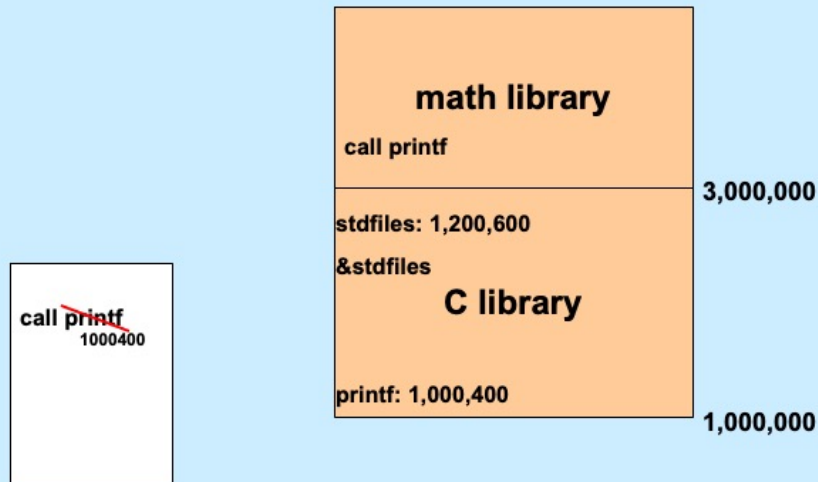 math library
call printf
3,000,000
stdfiles: 1,200,600
&stdfiles
C library
call printf
1000400
printf: 1,000,400
1,000,000